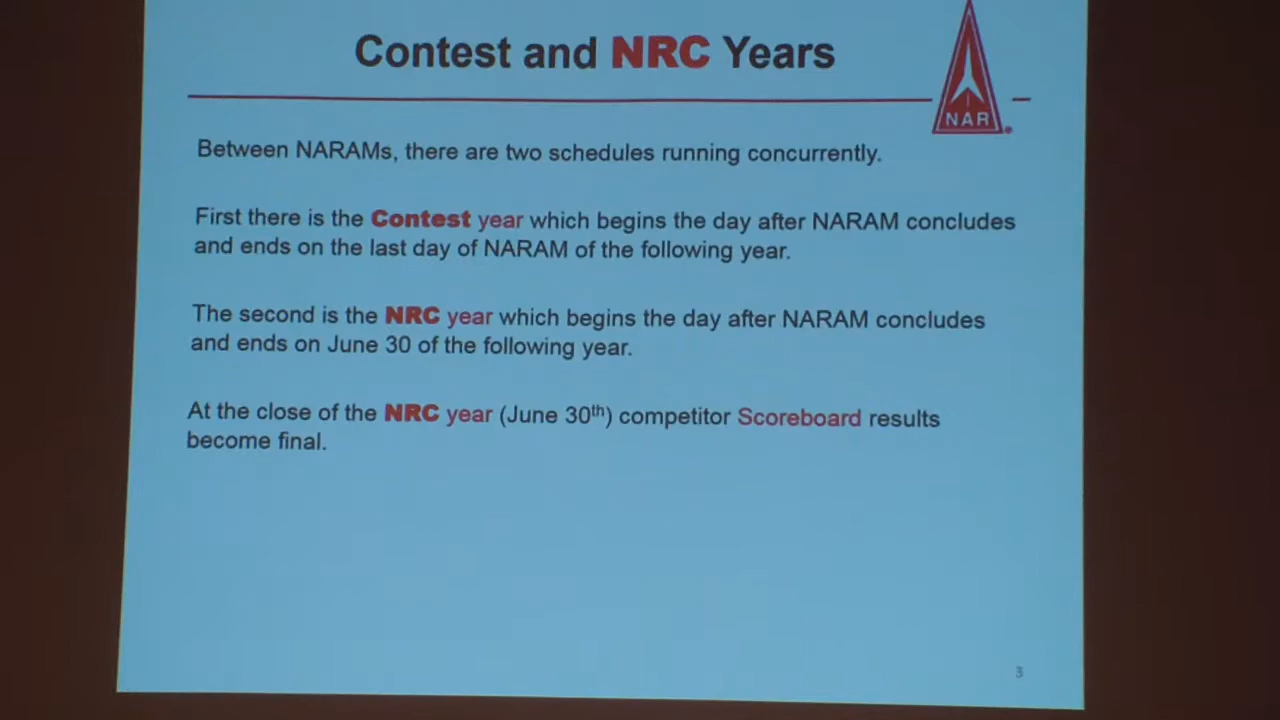 Contest and NRC Years
NAR
Between NARAMs, there are two schedules running concurrently.
First there is the Contest year which begins the day after NARAM concludes
and ends on the last day of NARAM of the following year.
The second is the NRC year which begins the day after NARAM concludes
and ends on June 30 of the following year.
At the close of the NRC year (June 30th) competitor Scoreboard results
become final.
3